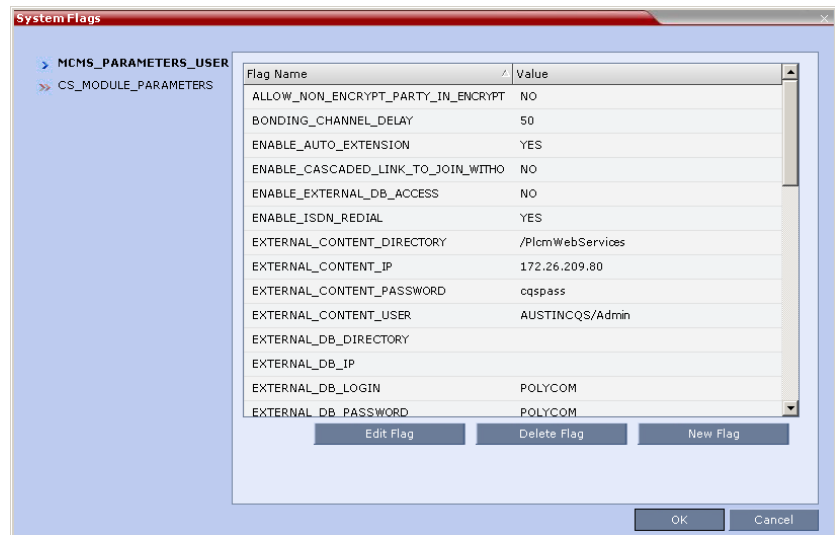 System Flags
MCMS_PARAMETERS_USER
CS_MODULE_PARAMETERS
Flag Name Value
ALLOW_NON_ENCRYPT_PARTY_IN_ENCRYPT NO
BONDING_CHANNEL_DELAY 50
ENABLE_AUTO_EXTENSION YES
ENABLE_CASCADED_LINK_TO_JOIN_WITHO NO
ENABLE_EXTERNAL_DB_ACCESS NO
ENABLE_ISDN_REDIAL YES
EXTERNAL_CONTENT_DIRECTORY /PlcmWebServices
EXTERNAL_CONTENT_IP 172.26.209.80
EXTERNAL_CONTENT_PASSWORD cqspass
EXTERNAL_CONTENT_USER AUSTINCQS/Admin
EXTERNAL_DB_DIRECTORY
EXTERNAL_DB_IP
EXTERNAL_DB_LOGIN POLYCOM
EXTERNAL_DB_PASSWORD POLYCOM
Edit Flag Delete Flag New Flag
OK Cancel